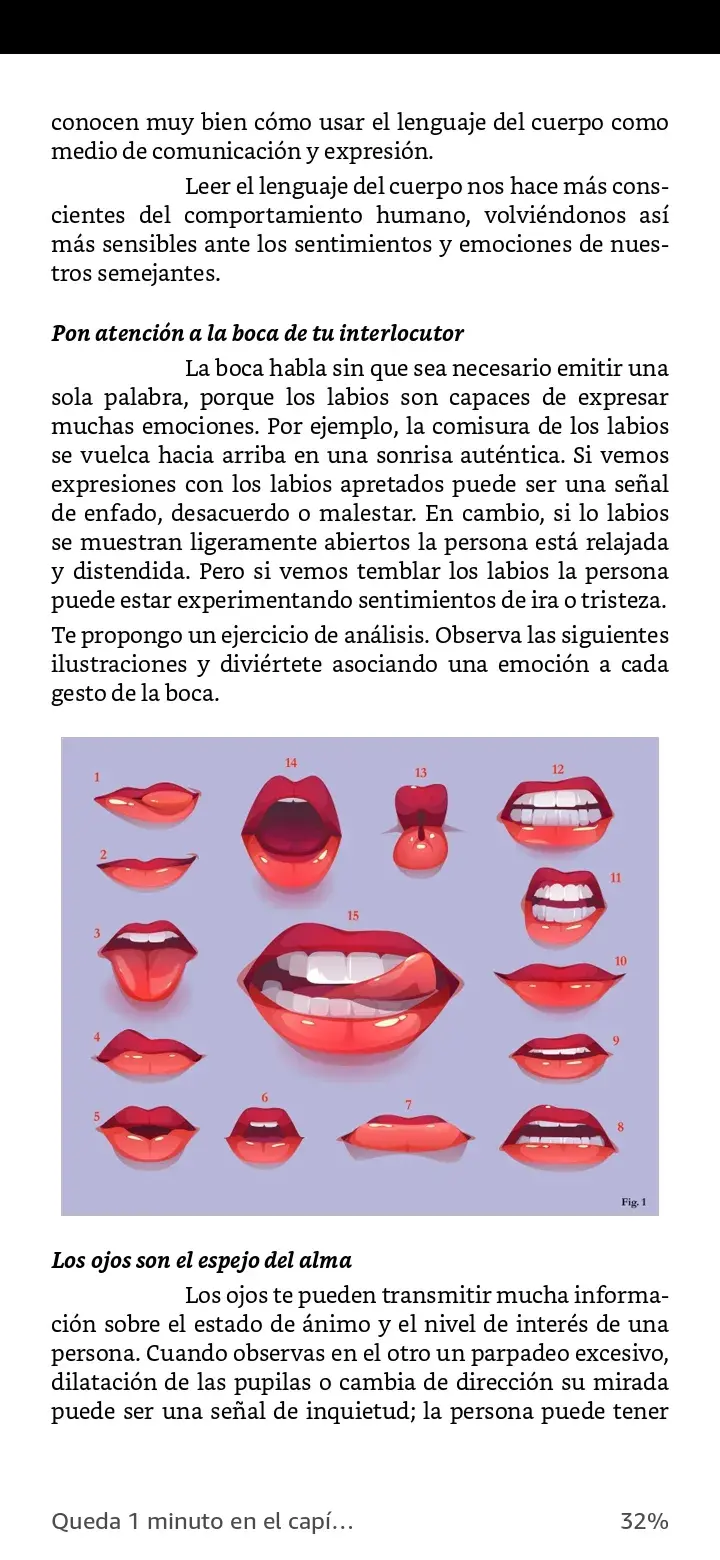 conocen muy bien cómo usar el lenguaje del cuerpo como
medio de comunicación y expresión.
Leer el lenguaje del cuerpo nos hace más cons-
cientes del comportamiento humano, volviéndonos así
más sensibles ante los sentimientos y emociones de nues-
tros semejantes.
Pon atención a la boca de tu interlocutor
La boca habla sin que sea necesario emitir una
sola palabra, porque los labios son capaces de expresar
muchas emociones. Por ejemplo, la comisura de los labios
se vuelca hacia arriba en una sonrisa auténtica. Si vemos
expresiones con los labios apretados puede ser una señal
de enfado, desacuerdo o malestar. En cambio, si lo labios
se muestran ligeramente abiertos la persona está relajada
y distendida. Pero si vemos temblar los labios la persona
puede estar experimentando sentimientos de ira o tristeza.
Te propongo un ejercicio de análisis. Observa las siguientes
ilustraciones y diviértete asociando una emoción a cada
gesto de la boca.
1
14
13
12
2
11
3
15
10
4
9
5
6
7
8
Fig. 1
Los ojos son el espejo del alma
Los ojos te pueden transmitir mucha informa-
ción sobre el estado de ánimo y el nivel de interés de una
persona. Cuando observas en el otro un parpadeo excesivo,
dilatación de las pupilas o cambia de dirección su mirada
puede ser una señal de inquietud; la persona puede tener
Queda 1 minuto en el capí... 32%